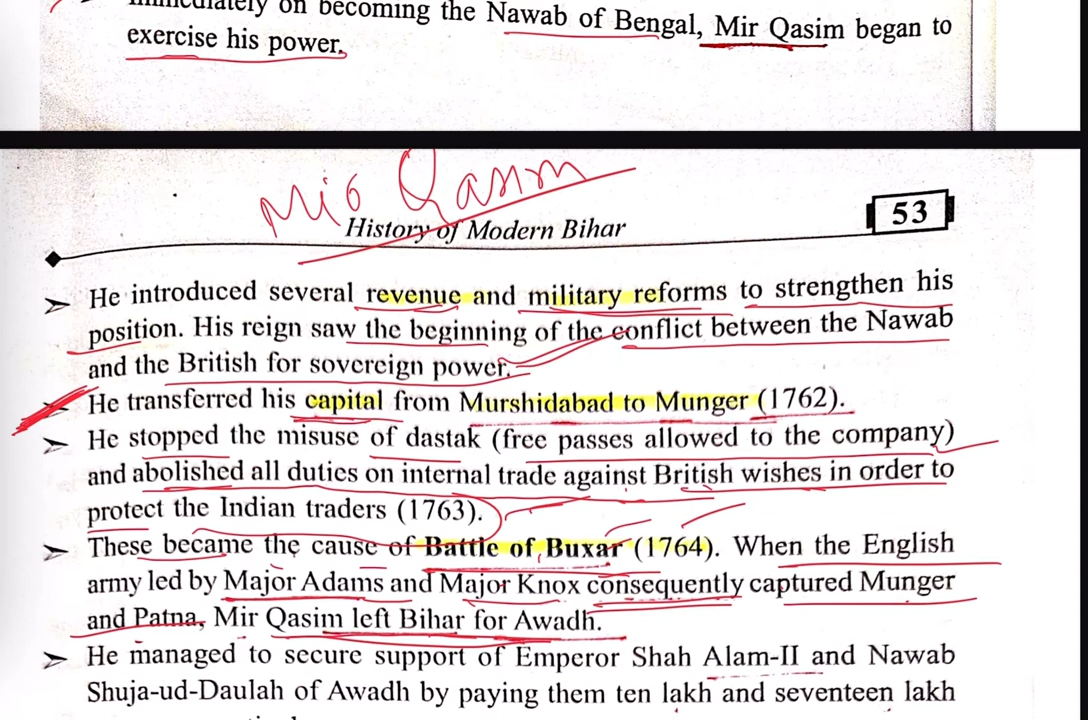 immediately on becoming the Nawab of Bengal, Mir Qasim began to
exercise his power.
Mir Qasim
History of Modern Bihar
53
➢ He introduced several revenue and military reforms to strengthen his
position. His reign saw the beginning of the conflict between the Nawab
and the British for sovereign power.
➢ He transferred his capital from Murshidabad to Munger (1762).
➢ He stopped the misuse of dastak (free passes allowed to the company)
and abolished all duties on internal trade against British wishes in order to
protect the Indian traders (1763).
➢ These became the cause of Battle of Buxar (1764). When the English
army led by Major Adams and Major Knox consequently captured Munger
and Patna, Mir Qasim left Bihar for Awadh.
➢ He managed to secure support of Emperor Shah Alam-II and Nawab
Shuja-ud-Daulah of Awadh by paying them ten lakh and seventeen lakh